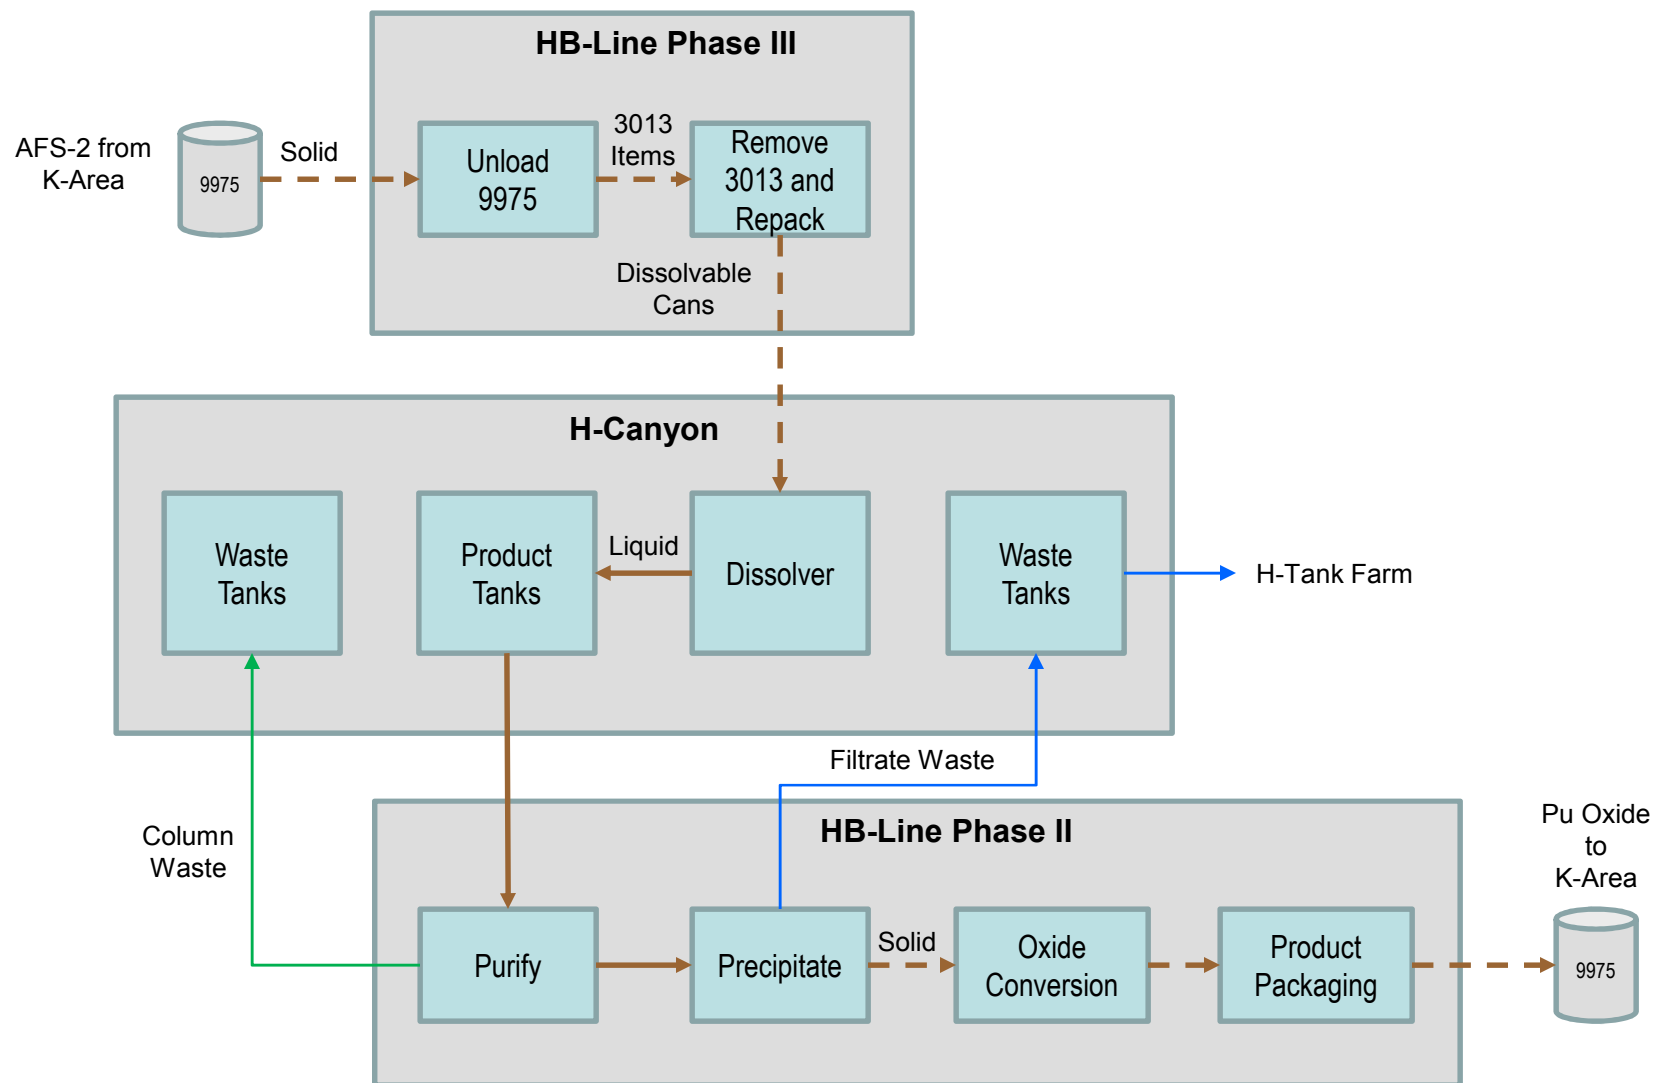 HB-Line Phase III
AFS-2 from
K-Area
9975
Solid
Unload
9975
3013
Items
Remove
3013 and
Repack
Dissolvable
Cans
H-Canyon
Waste
Tanks
Product
Tanks
Liquid
Dissolver
Waste
Tanks
H-Tank Farm
Filtrate Waste
Column
Waste
HB-Line Phase II
Purify
Precipitate
Solid
Oxide
Conversion
Product
Packaging
Pu Oxide
to
K-Area
9975